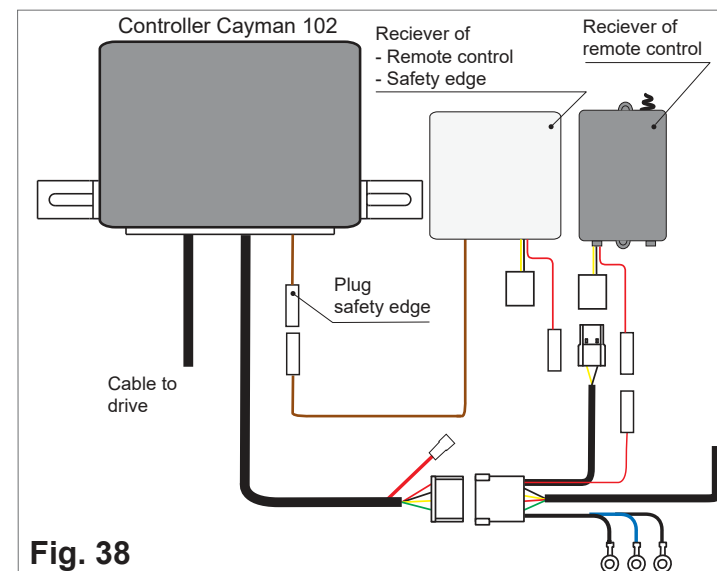 Controller Cayman 102
Reciever of
- Remote control
- Safety edge
Reciever of
remote control
Plug
safety edge
Cable to
drive
Fig. 38